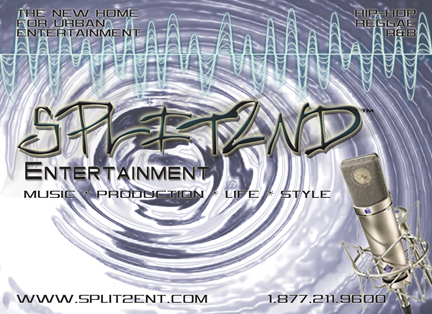 THE NEW HOME
FOR URBAN
ENTERTAINMENT
HIP-HOP
REGGAE
R&B
SPLIT2ND™
ENTERTAINMENT
MUSIC * PRODUCTION * LIFE * STYLE
WWW.SPLIT2ENT.COM
1.877.211.9600